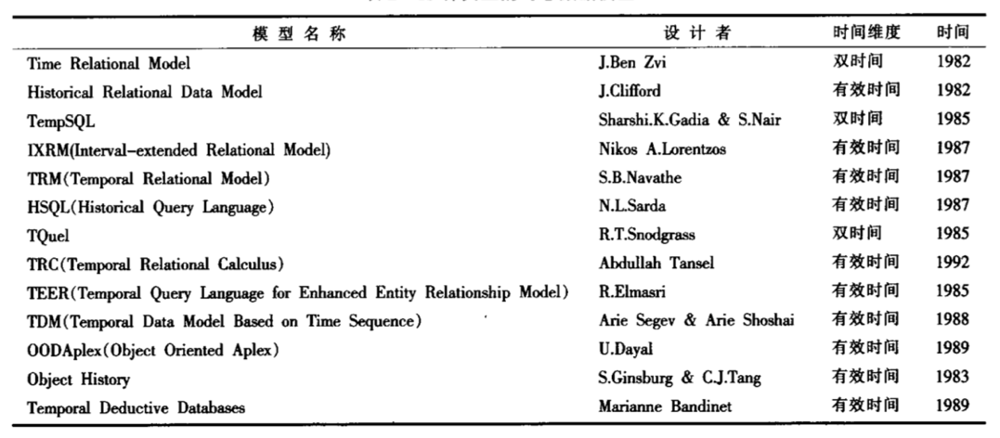 模型名称 设计者 时间维度 时间
Time Relational Model J.Ben Zvi 双时间 1982
Historical Relational Data Model J.Clifford 有效时间 1982
TempSQL Sharshi.K.Gadia & S.Nair 双时间 1985
IXRM(Interval-extended Relational Model) Nikos A.Lorentzos 有效时间 1987
TRM(Temporal Relational Model) S.B.Navathe 有效时间 1987
HSQL(Historical Query Language) N.L.Sarda 有效时间 1987
TQuel R.T.Snodgrass 双时间 1985
TRC(Temporal Relational Calculus) Abdullah Tansel 有效时间 1992
TEER(Temporal Query Language for Enhanced Entity Relationship Model) R.Elmasri 有效时间 1985
TDM(Temporal Data Model Based on Time Sequence) Arie Segev & Arie Shoshai 有效时间 1988
OODAplex(Object Oriented Aplex) U.Dayal 有效时间 1989
Object History S.Ginsburg & C.J.Tang 有效时间 1983
Temporal Deductive Databases Marianne Bandinet 有效时间 1989